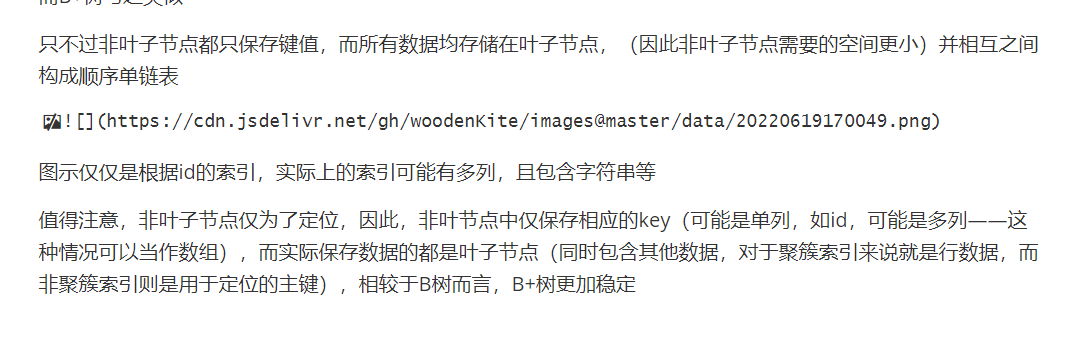 而B+树与之类似
只不过非叶子节点都只保存键值，而所有数据均存储在叶子节点，（因此非叶子节点需要的空间更小）并相互之间
构成顺序单链表
![](https://cdn.jsdelivr.net/gh/woodenKite/images@master/data/20220619170049.png)
图示仅仅是根据id的索引，实际上的索引可能有多列，且包含字符串等
值得注意，非叶子节点仅为了定位，因此，非叶节点中仅保存相应的key（可能是单列，如id，可能是多列——这
种情况可以当作数组），而实际保存数据的都是叶子节点（同时包含其他数据，对于聚簇索引来说就是行数据，而
非聚簇索引则是用于定位的主键），相较于B树而言，B+树更加稳定